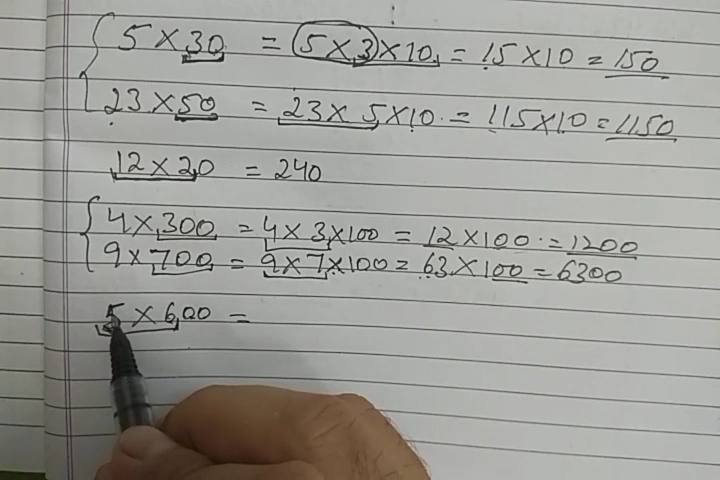 5 × 30 = 5 × 3 × 10 = 15 × 10 = 150
23 × 50 = 23 × 5 × 10 = 115 × 10 = 1150
12 × 20 = 240
4 × 300 = 4 × 3 × 100 = 12 × 100 = 1200
9 × 700 = 9 × 7 × 100 = 63 × 100 = 6300
5 × 600 =